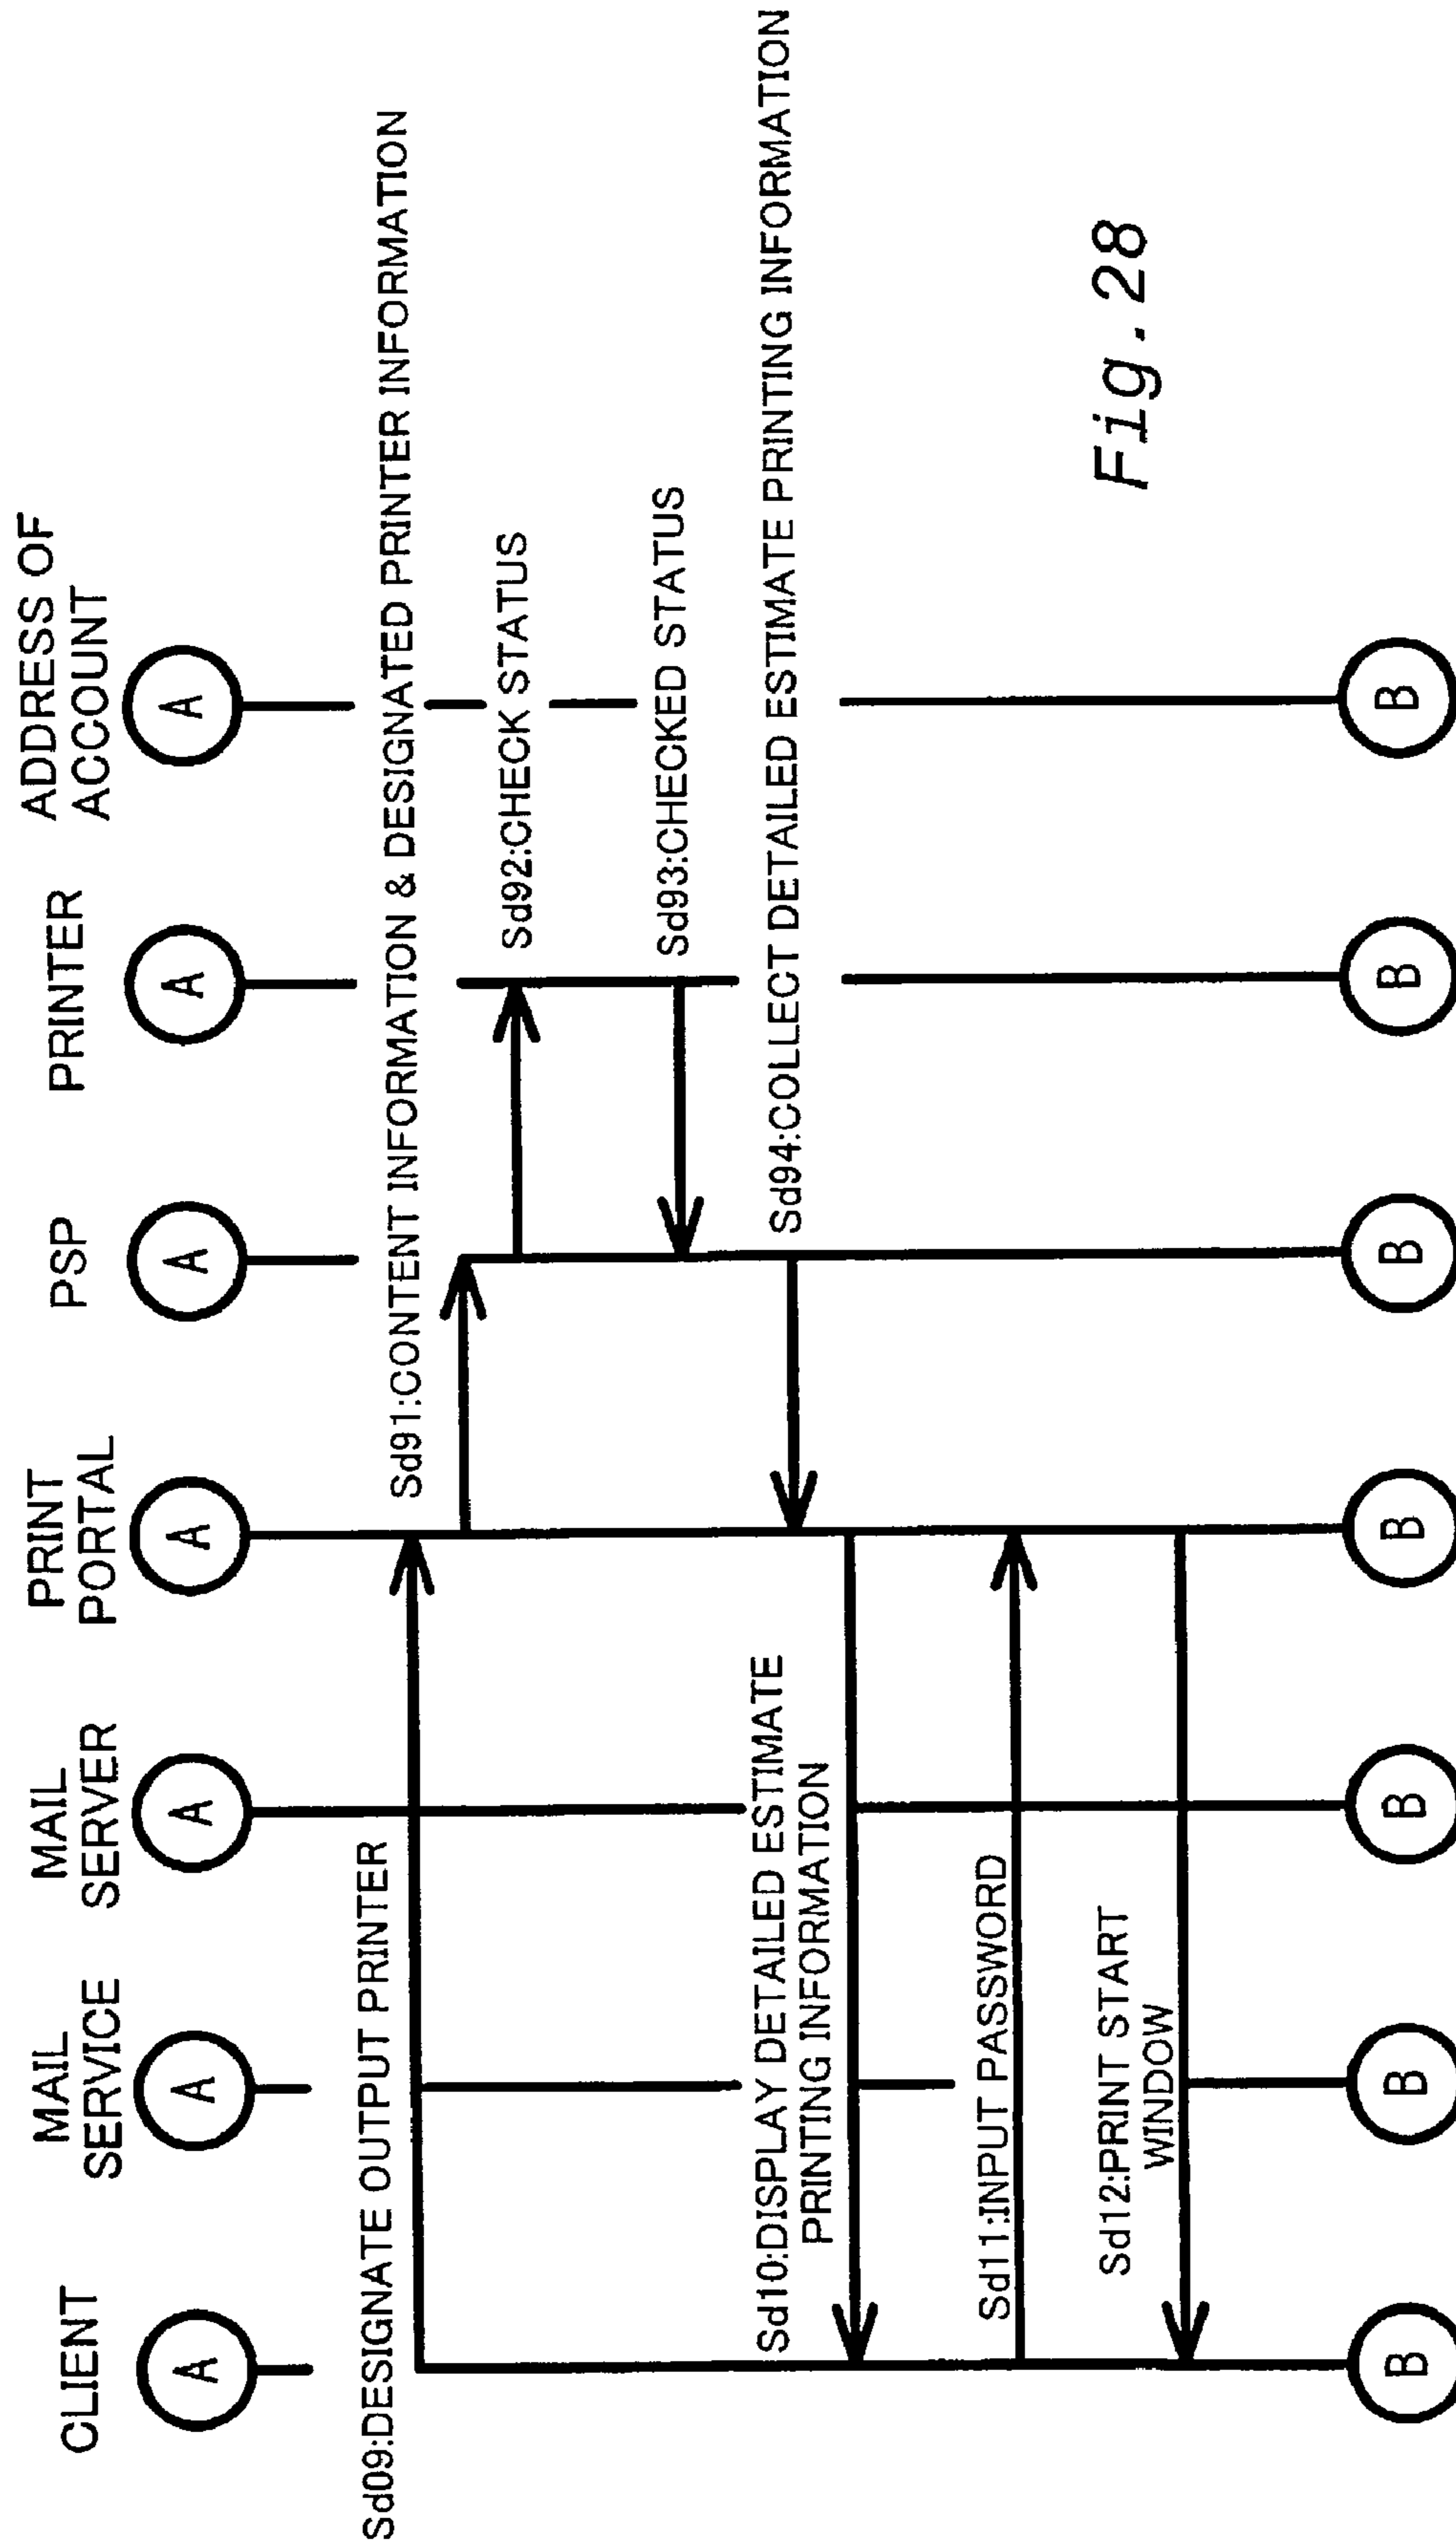 CLIENT
MAIL
SERVICE
MAIL
SERVER
PRINT
PORTAL
PSP
PRINTER
ADDRESS OF
ACCOUNT
A
A
A
A
A
A
A
Sd09:DESIGNATE OUTPUT PRINTER
Sd91:CONTENT INFORMATION & DESIGNATED PRINTER INFORMATION
Sd92:CHECK STATUS
Sd93:CHECKED STATUS
Sd94:COLLECT DETAILED ESTIMATE PRINTING INFORMATION
Sd10:DISPLAY DETAILED ESTIMATE
PRINTING INFORMATION
Sd11:INPUT PASSWORD
Sd12:PRINT START
WINDOW
B
B
B
B
B
B
B
Fig.28